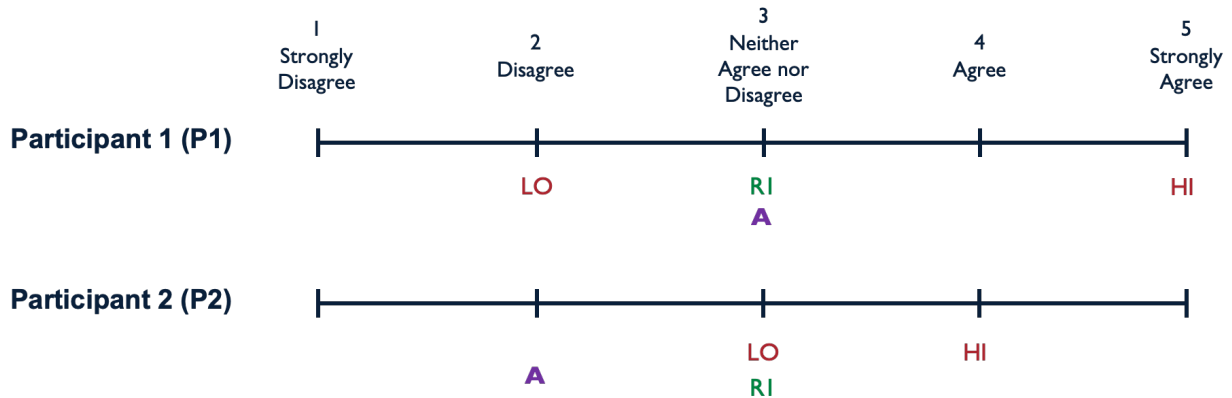 1
Strongly
Disagree
2
Disagree
3
Neither
Agree nor
Disagree
4
Agree
5
Strongly
Agree
Participant 1 (P1)
LO RI HI
A
Participant 2 (P2)
LO HI
A RI